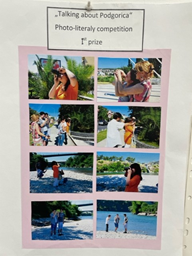 „Talking about Podgorica"
Photo-literaly competition
1st prize